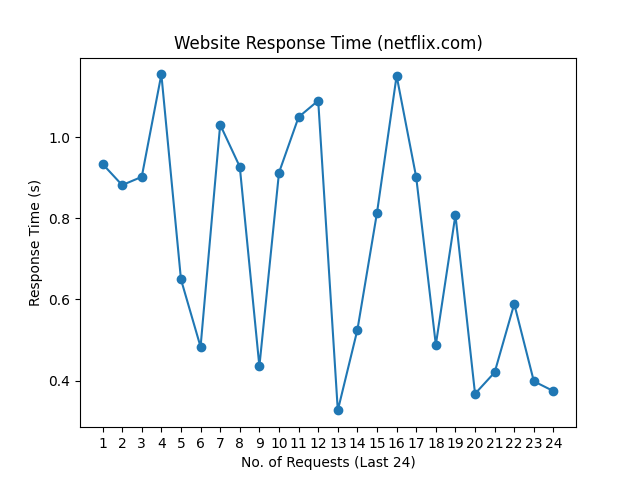 Website Response Time (netflix.com)
Response Time (s)
1.0
0.8
0.6
0.4
1 2 3 4 5 6 7 8 9 10 11 12 13 14 15 16 17 18 19 20 21 22 23 24
No. of Requests (Last 24)